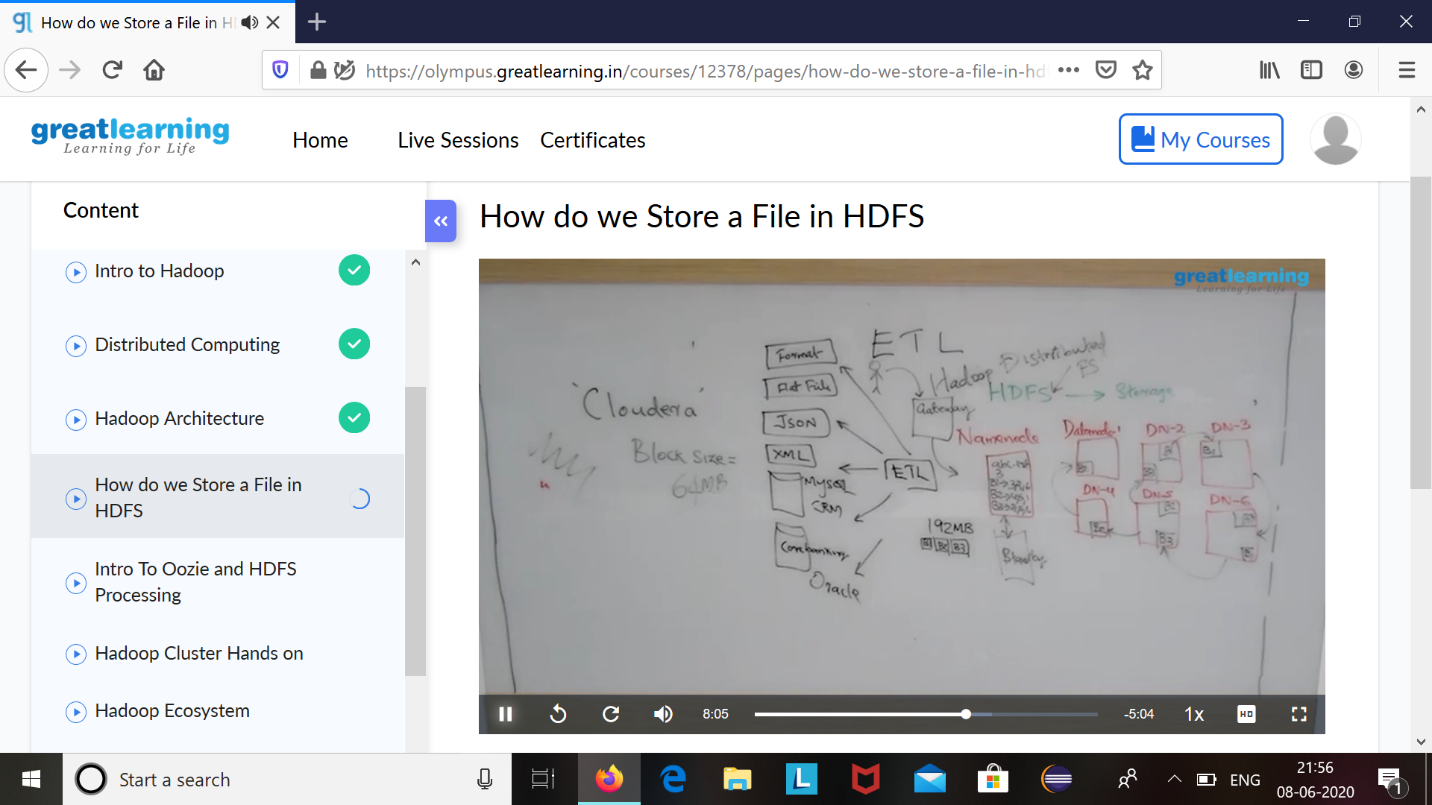 How do we Store a File in H
https://olympus.greatlearning.in/courses/12378/pages/how-do-we-store-a-file-in-hd
greatlearning
Learning for Life
Home
Live Sessions
Certificates
My Courses
Content
Intro to Hadoop
Distributed Computing
Hadoop Architecture
How do we Store a File in
HDFS
Intro To Oozie and HDFS
Processing
Hadoop Cluster Hands on
Hadoop Ecosystem
How do we Store a File in HDFS
greatlearning
Learning for Life
ETL
Format
Flat File
JSON
XML
Mysql
CRM
Core banking
Oracle
'Cloudera'
Block Size =
64MB
ETL
Hadoop
Distributed
FS
HDFS
Storage
Gateway
Namenode
192MB
B1 B2 B3
Standby
Datanode1
DN-2
DN-3
DN-4
DN-5
DN-6
8:05
-5:04
1x
HD
Start a search
ENG
21:56
08-06-2020
1